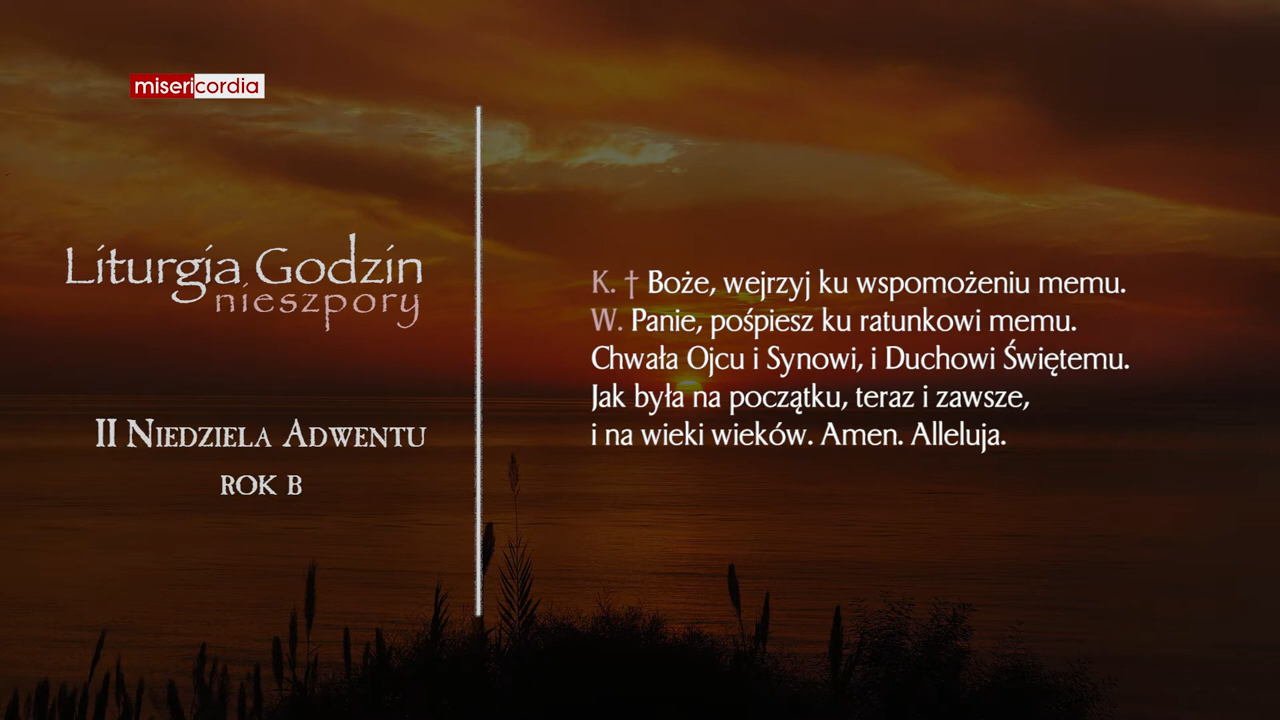 misericordia
Liturgia Godzin
nieszpory
II Niedziela Adwentu
rok B
K. † Boże, wejrzyj ku wspomożeniu memu.
W. Panie, pośpiesz ku ratunkowi memu.
Chwała Ojcu i Synowi, i Duchowi Świętemu.
Jak była na początku, teraz i zawsze,
i na wieki wieków. Amen. Alleluja.